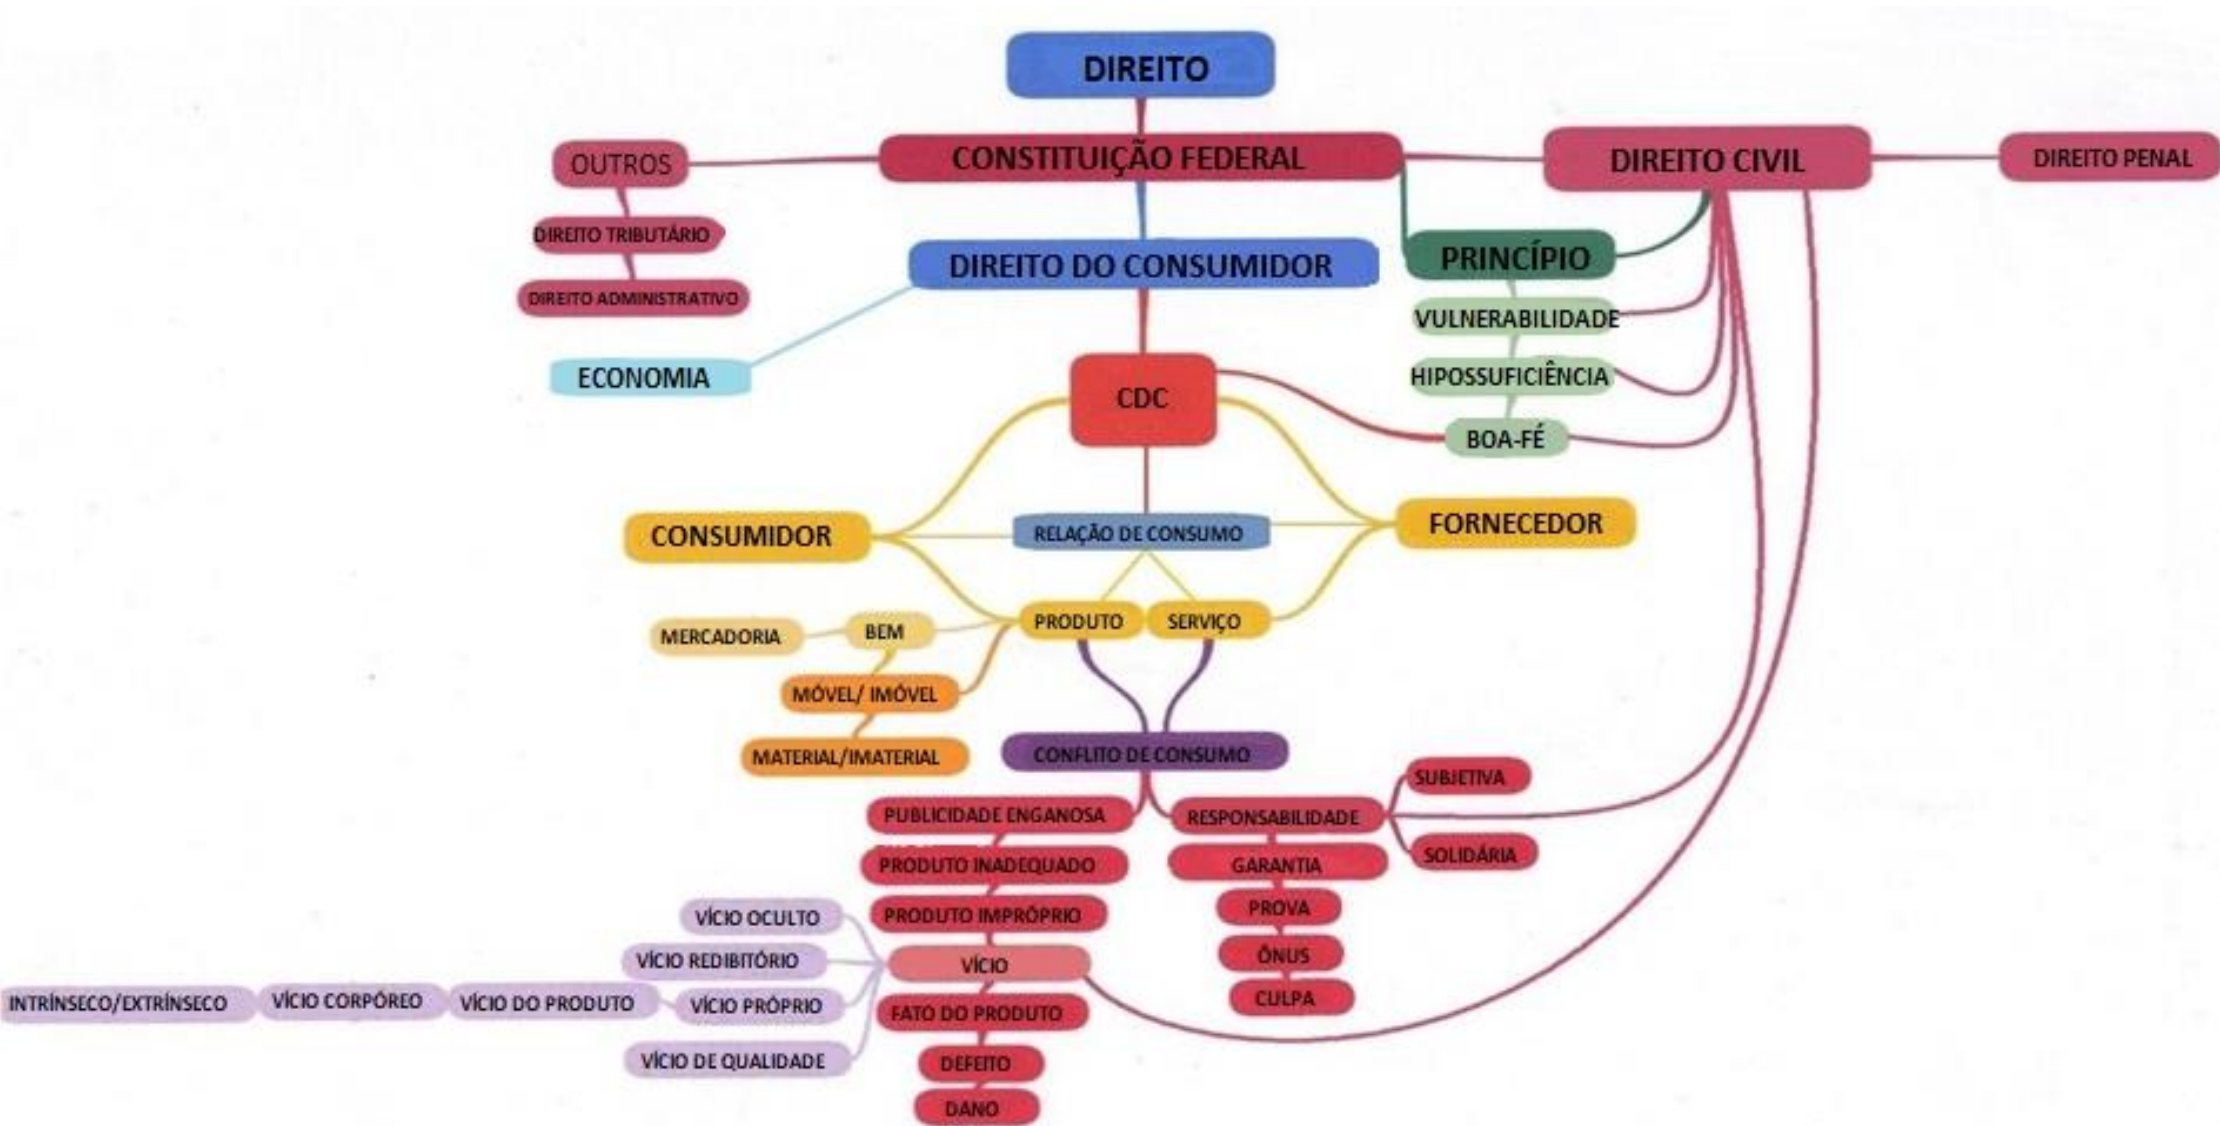 DIREITO
OUTROS
CONSTITUIÇÃO FEDERAL
DIREITO CIVIL
DIREITO PENAL
DIREITO TRIBUTÁRIO
DIREITO ADMINISTRATIVO
DIREITO DO CONSUMIDOR
PRINCÍPIO
VULNERABILIDADE
HIPOSSUFICIÊNCIA
BOA-FÉ
ECONOMIA
CDC
CONSUMIDOR
RELAÇÃO DE CONSUMO
FORNECEDOR
MERCADORIA
BEM
PRODUTO
SERVIÇO
MÓVEL/ IMÓVEL
MATERIAL/IMATERIAL
CONFLITO DE CONSUMO
PUBLICIDADE ENGANOSA
PRODUTO INADEQUADO
PRODUTO IMPRÓPRIO
VÍCIO
FATO DO PRODUTO
DEFEITO
DANO
RESPONSABILIDADE
SUBJETIVA
SOLIDÁRIA
GARANTIA
PROVA
ÔNUS
CULPA
VÍCIO OCULTO
VÍCIO REDIBITÓRIO
INTRÍNSECO/EXTRÍNSECO
VÍCIO CORPÓREO
VÍCIO DO PRODUTO
VÍCIO PRÓPRIO
VÍCIO DE QUALIDADE